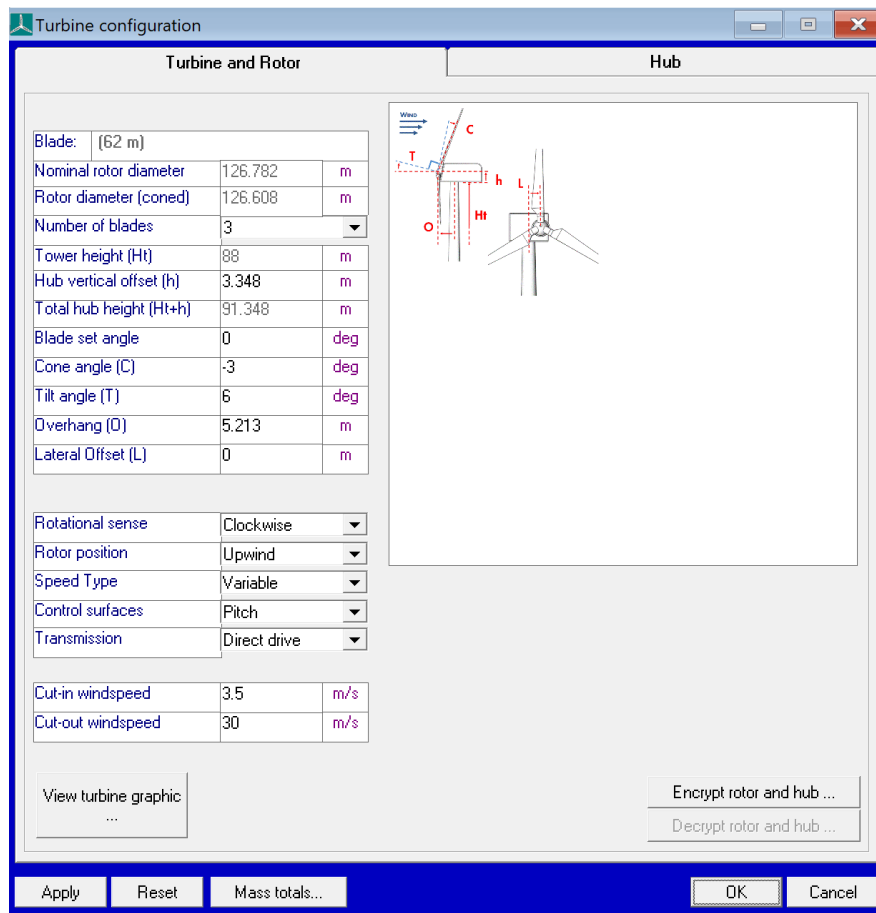 Turbine configuration
Turbine and Rotor
Hub
Blade: (62 m)
Nominal rotor diameter 126.782 m
Rotor diameter (coned) 126.608 m
Number of blades 3
Tower height (Ht) 88 m
Hub vertical offset (h) 3.348 m
Total hub height (Ht+h) 91.348 m
Blade set angle 0 deg
Cone angle (C) -3 deg
Tilt angle (T) 6 deg
Overhang (O) 5.213 m
Lateral Offset (L) 0 m
Rotational sense Clockwise
Rotor position Upwind
Speed Type Variable
Control surfaces Pitch
Transmission Direct drive
Cut-in windspeed 3.5 m/s
Cut-out windspeed 30 m/s
Wind
C
T
h
L
Ht
O
View turbine graphic
...
Encrypt rotor and hub ...
Decrypt rotor and hub ...
Apply Reset Mass totals... OK Cancel